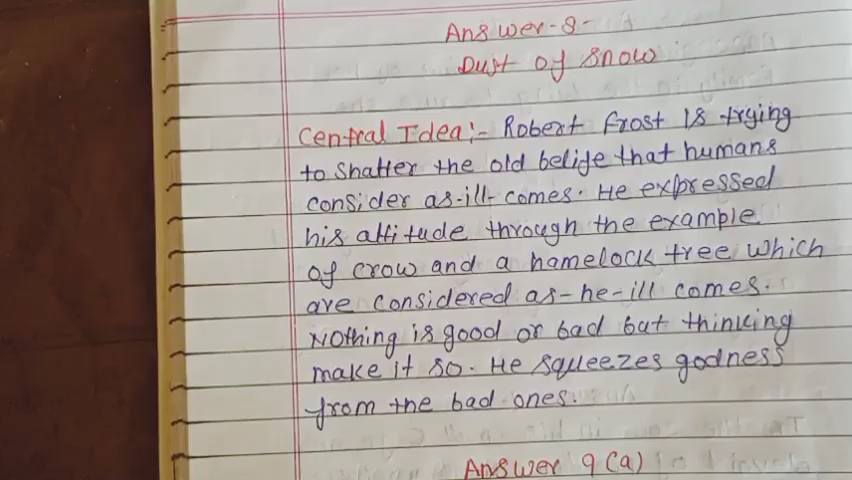 Answer-8-
Dust of snow
Central Idea:- Robert Frost is trying
to shatter the old belife that humans
consider as-ill-comes. He expressed
his attitude through the example
of crow and a hamelock tree which
are considered as-he-ill comes.
Nothing is good or bad but thinking
make it so. He squeezes godness
from the bad ones.
Answer 9(a)